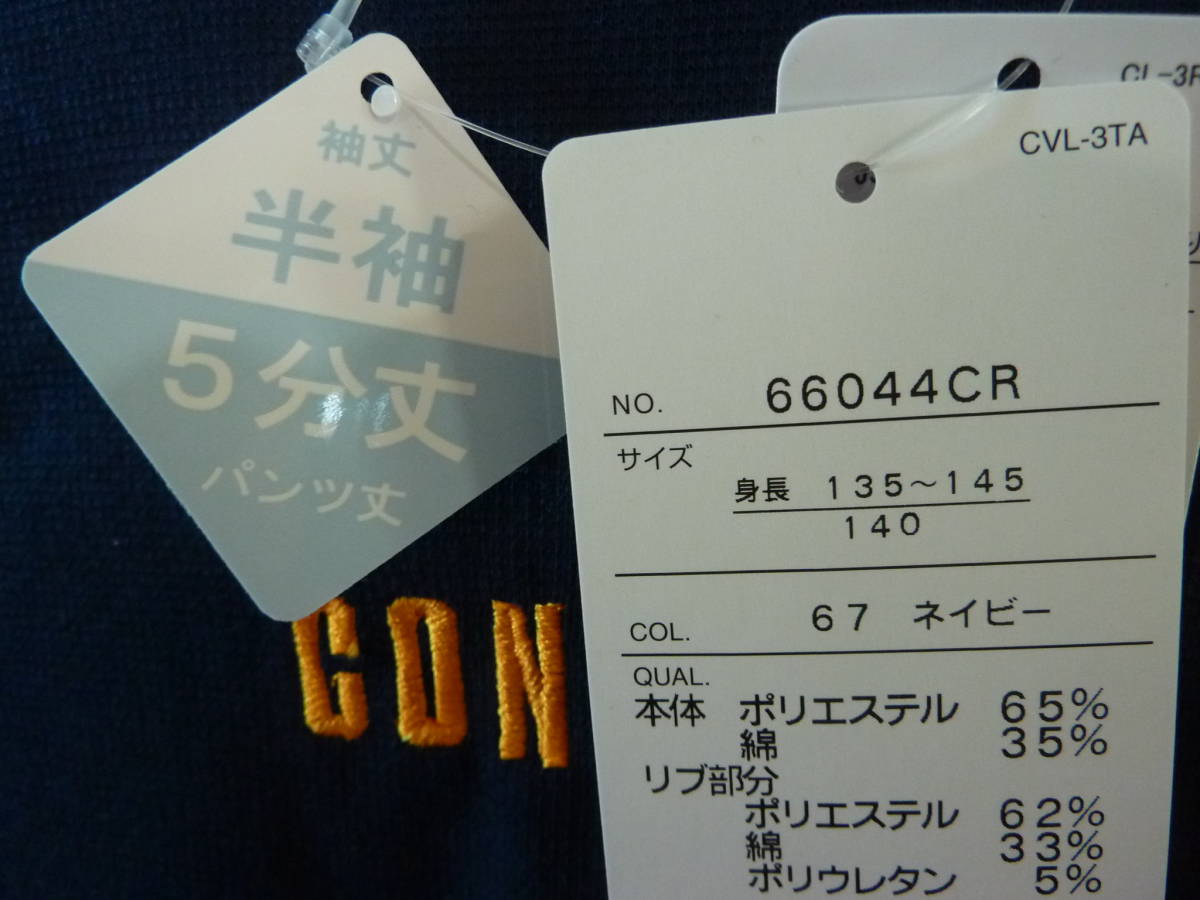 袖丈
半袖
5分丈
パンツ丈
CON
CVL-3TA
NO. 66044CR
サイズ
身長 135~145
140
COL. 67 ネイビー
QUAL.
本体 ポリエステル 65%
綿 35%
リブ部分
ポリエステル 62%
綿 33%
ポリウレタン 5%